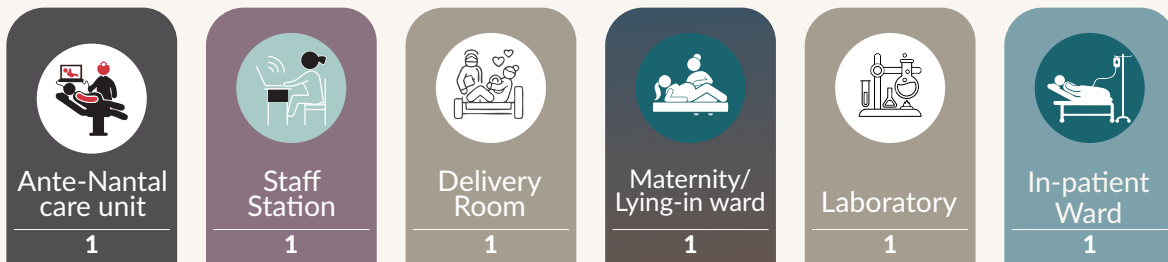 Ante-Nantal
care unit
1
Staff
Station
1
Delivery
Room
1
Maternity/
Lying-in ward
1
Laboratory
1
In-patient
Ward
1